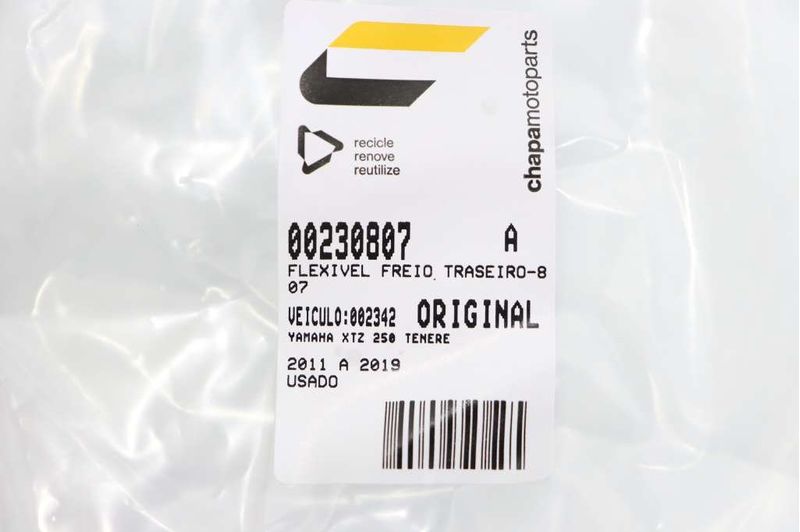 chapamotoparts
recicle
renove
reutilize
00230807 A
FLEXIVEL FREIO TRASEIRO-8
07
VEICULO:002342 ORIGINAL
YAMAHA XTZ 250 TENERE
2011 A 2019
USADO